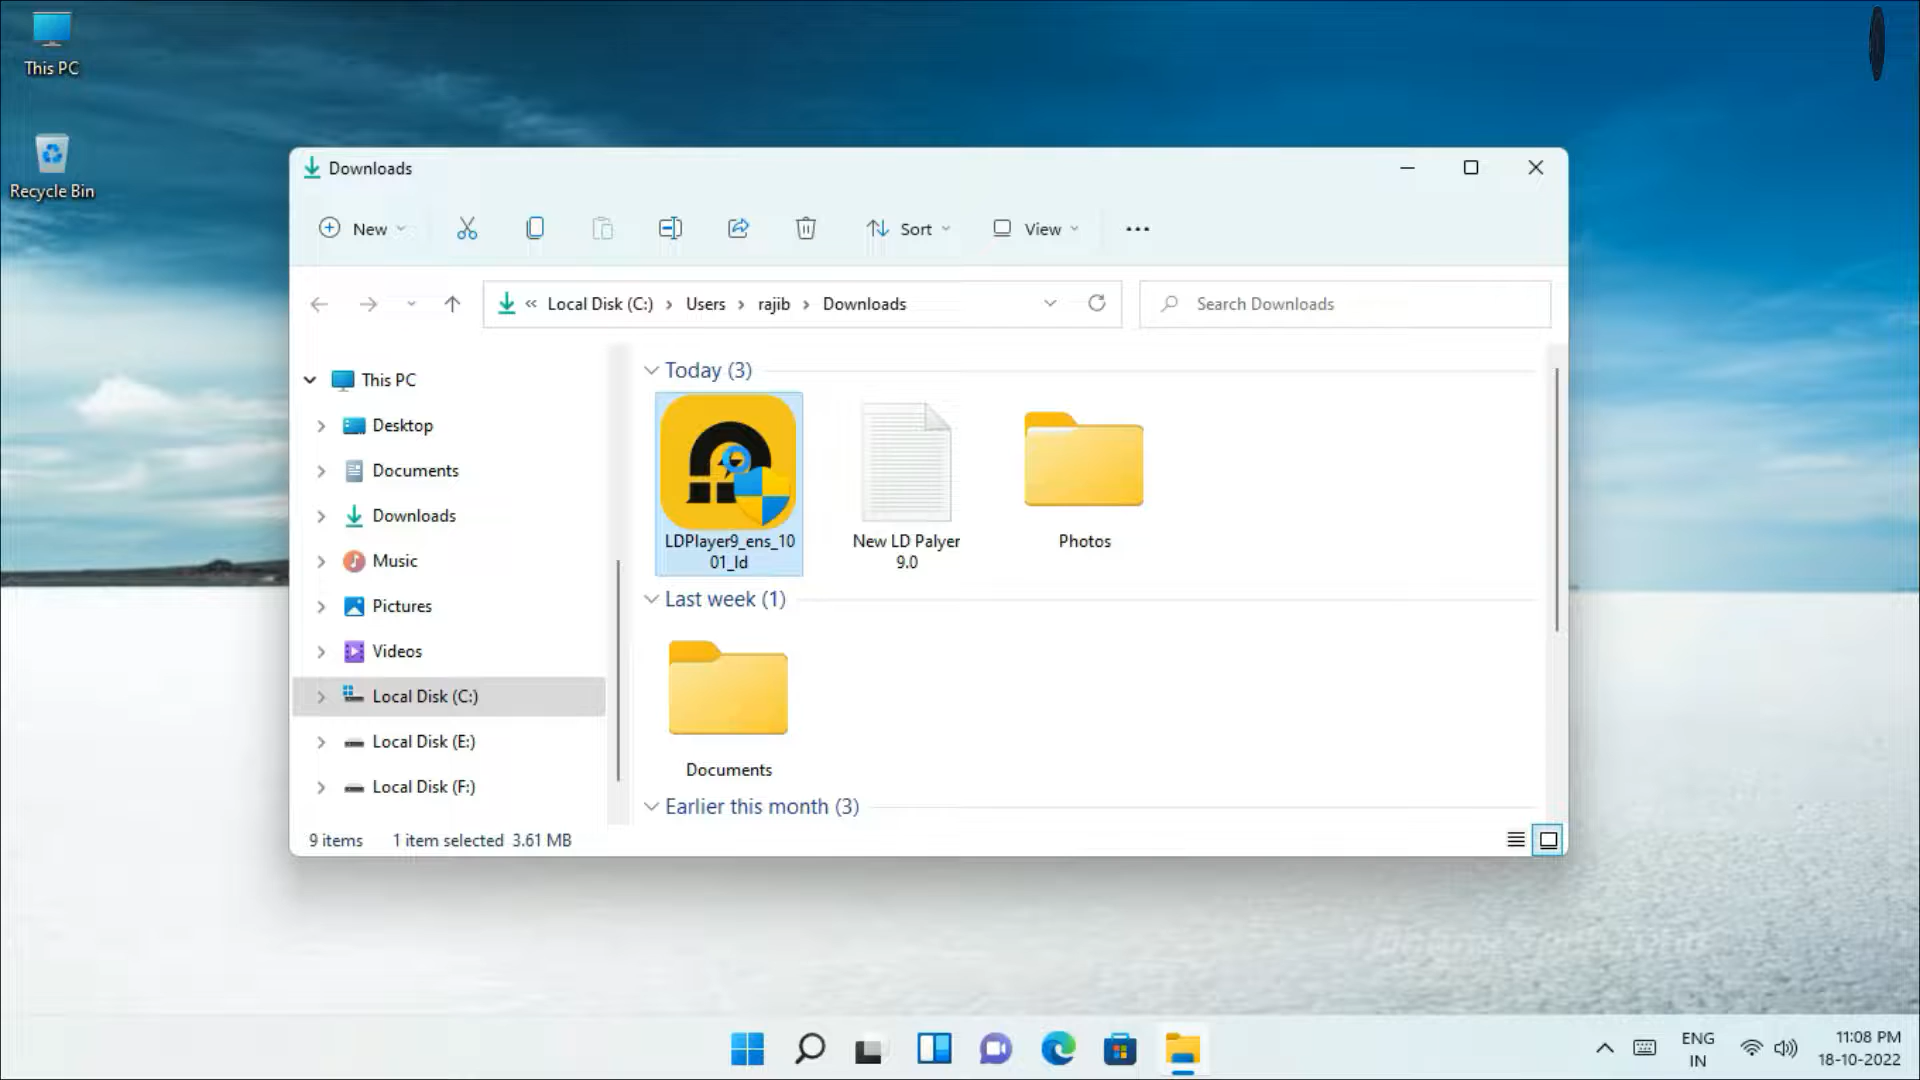 This PC
Recycle Bin
Downloads
New
Sort
View
Local Disk (C:)
Users
rajib
Downloads
Search Downloads
This PC
Desktop
Documents
Downloads
Music
Pictures
Videos
Local Disk (C:)
Local Disk (E:)
Local Disk (F:)
Today (3)
LDPlayer9_ens_10
01_ld
New LD Palyer
9.0
Photos
Last week (1)
Documents
Earlier this month (3)
9 items
1 item selected 3.61 MB
ENG
IN
11:08 PM
18-10-2022